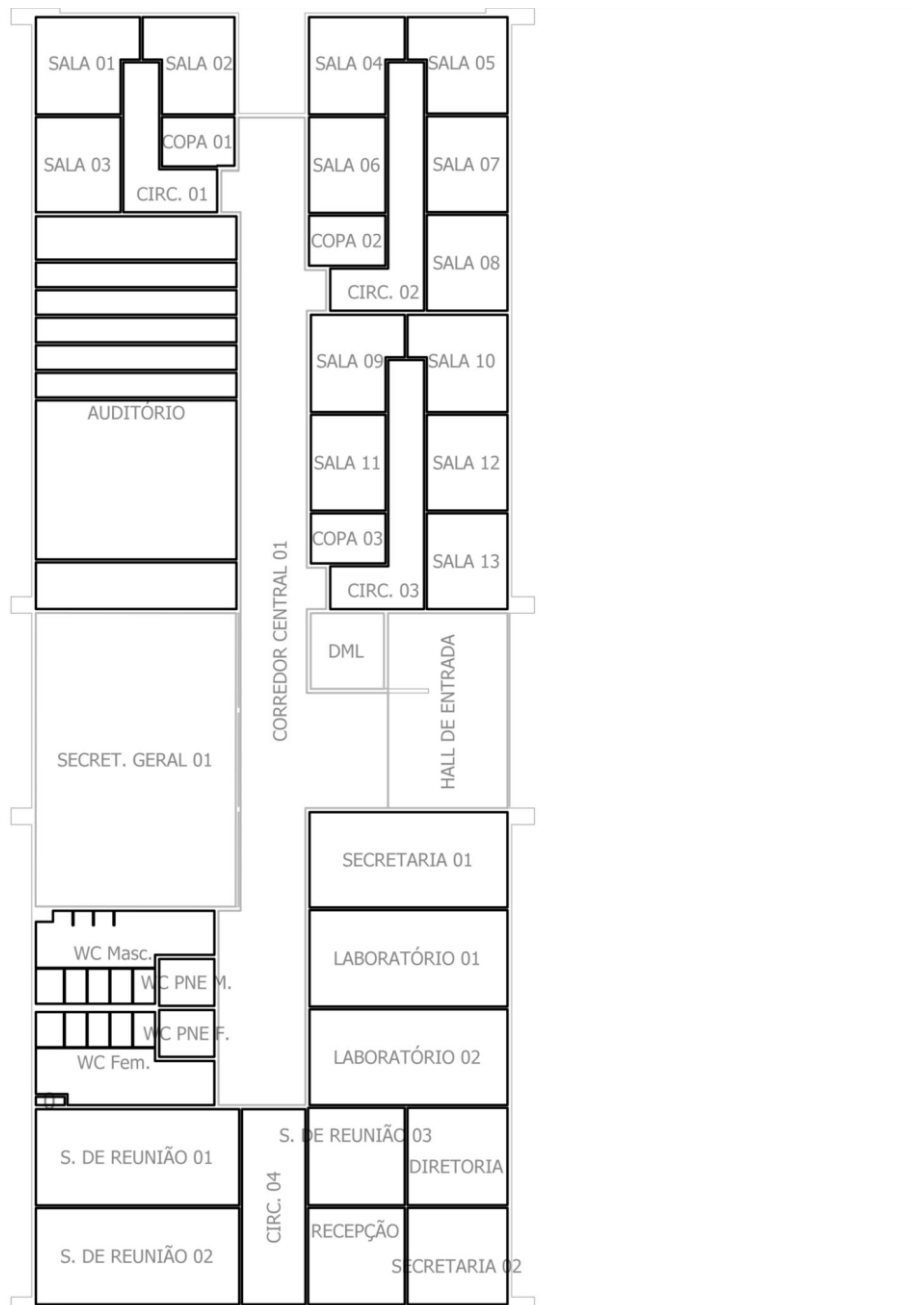 SALA 01
SALA 02
SALA 04
SALA 05
COPA 01
SALA 03
SALA 06
SALA 07
CIRC. 01
COPA 02
SALA 08
CIRC. 02
SALA 09
SALA 10
AUDITÓRIO
SALA 11
SALA 12
COPA 03
SALA 13
CIRC. 03
CORREDOR CENTRAL 01
DML
HALL DE ENTRADA
SECRET. GERAL 01
SECRETARIA 01
WC Masc.
LABORATÓRIO 01
WC PNE M.
WC PNE F.
WC Fem.
LABORATÓRIO 02
S. DE REUNIÃO 03
S. DE REUNIÃO 01
DIRETORIA
CIRC. 04
RECEPÇÃO
S. DE REUNIÃO 02
SECRETARIA 02